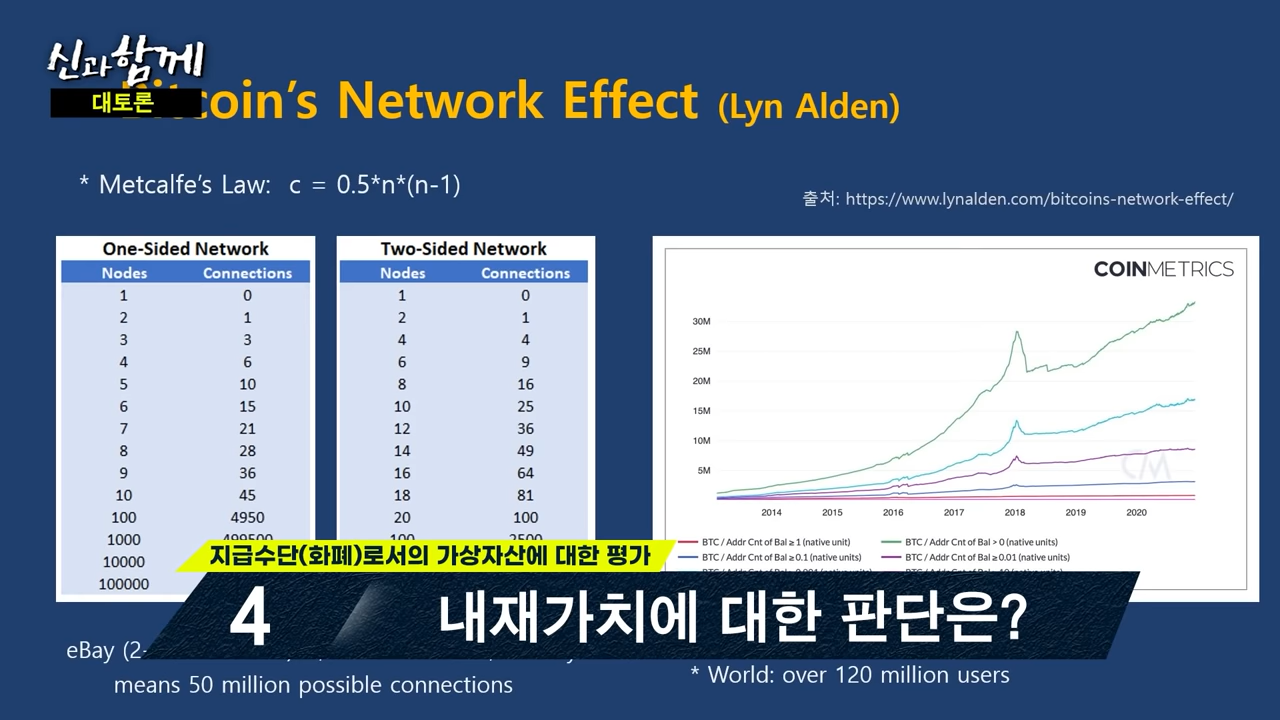 신과함께
대토론
Bitcoin's Network Effect (Lyn Alden)
* Metcalfe's Law: c = 0.5*n*(n-1)
출처: https://www.lynalden.com/bitcoins-network-effect/
One-Sided Network
Nodes Connections
1 0
2 1
3 3
4 6
5 10
6 15
7 21
8 28
9 36
10 45
100 4950
1000 499500
10000
100000
Two-Sided Network
Nodes Connections
1 0
2 1
4 4
6 9
8 16
10 25
12 36
14 49
16 64
18 81
20 100
100 2500
COINMETRICS
30M
25M
20M
15M
10M
5M
2014 2015 2016 2017 2018 2019 2020
CM
BTC / Addr Cnt of Bal ≥ 1 (native unit) BTC / Addr Cnt of Bal > 0 (native units)
BTC / Addr Cnt of Bal ≥ 0.1 (native units) BTC / Addr Cnt of Bal ≥ 0.01 (native units)
지급수단(화폐)로서의 가상자산에 대한 평가
4 내재가치에 대한 판단은?
eBay (2-
means 50 million possible connections
* World: over 120 million users